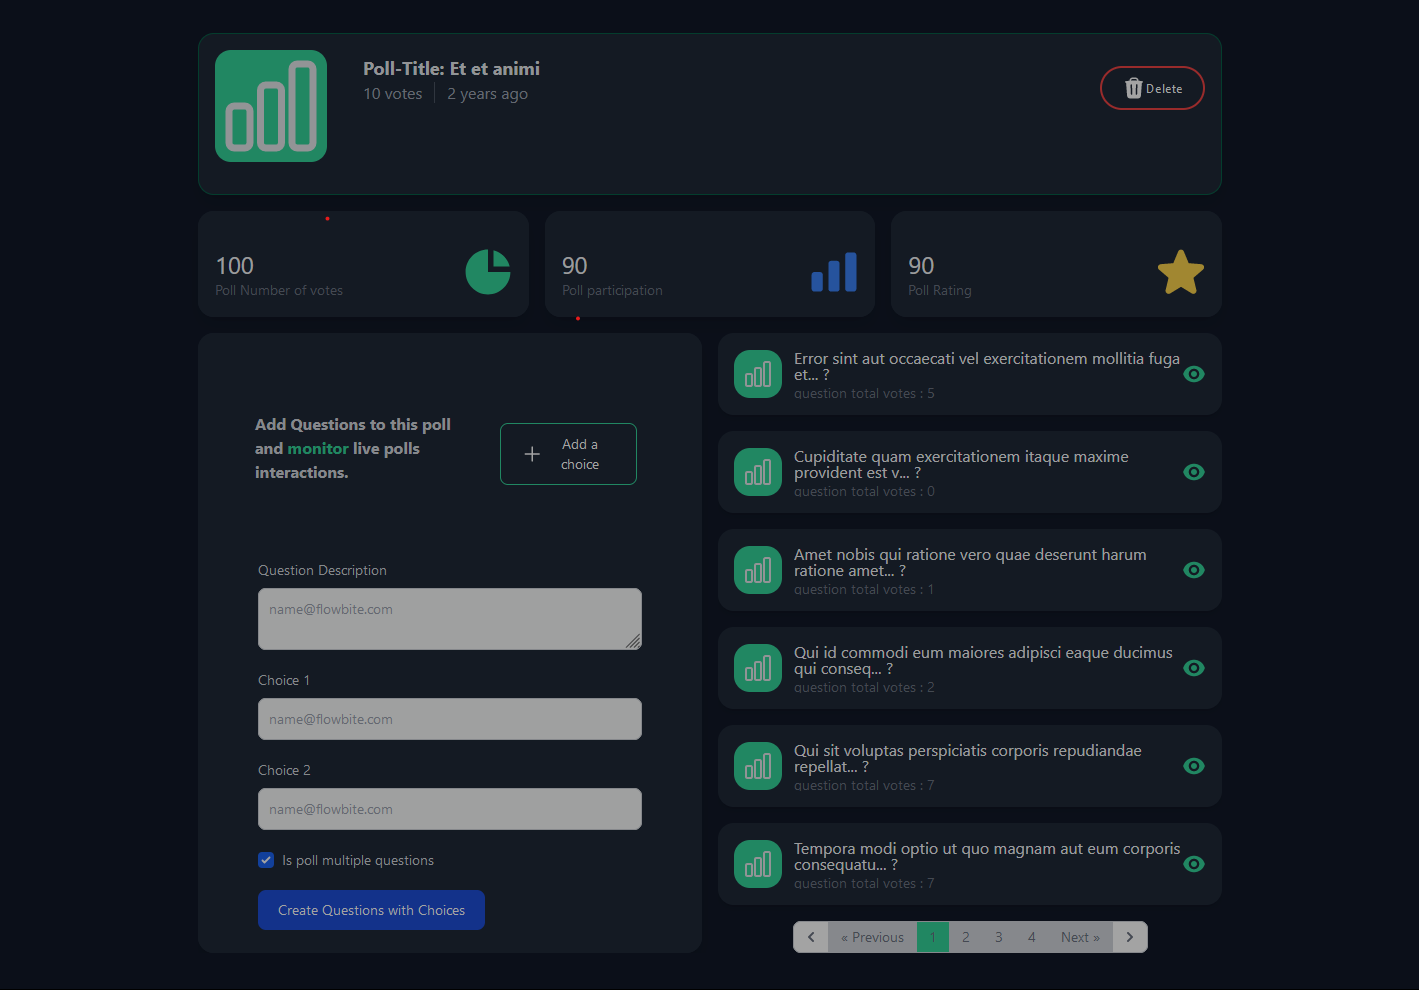 Poll-Title: Et et animi
10 votes
2 years ago
Delete
100
Poll Number of votes
90
Poll participation
90
Poll Rating
Add Questions to this poll
and monitor live polls
interactions.
Add a
choice
Question Description
name@flowbite.com
Choice 1
name@flowbite.com
Choice 2
name@flowbite.com
Is poll multiple questions
Create Questions with Choices
Error sint aut occaecati vel exercitationem mollitia fuga
et... ?
question total votes : 5
Cupiditate quam exercitationem itaque maxime
provident est v... ?
question total votes : 0
Amet nobis qui ratione vero quae deserunt harum
ratione amet... ?
question total votes : 1
Qui id commodi eum maiores adipisci eaque ducimus
qui conseq... ?
question total votes : 2
Qui sit voluptas perspiciatis corporis repudiandae
repellat... ?
question total votes : 7
Tempora modi optio ut quo magnam aut eum corporis
consequatu... ?
question total votes : 7
« Previous 1 2 3 4 Next »